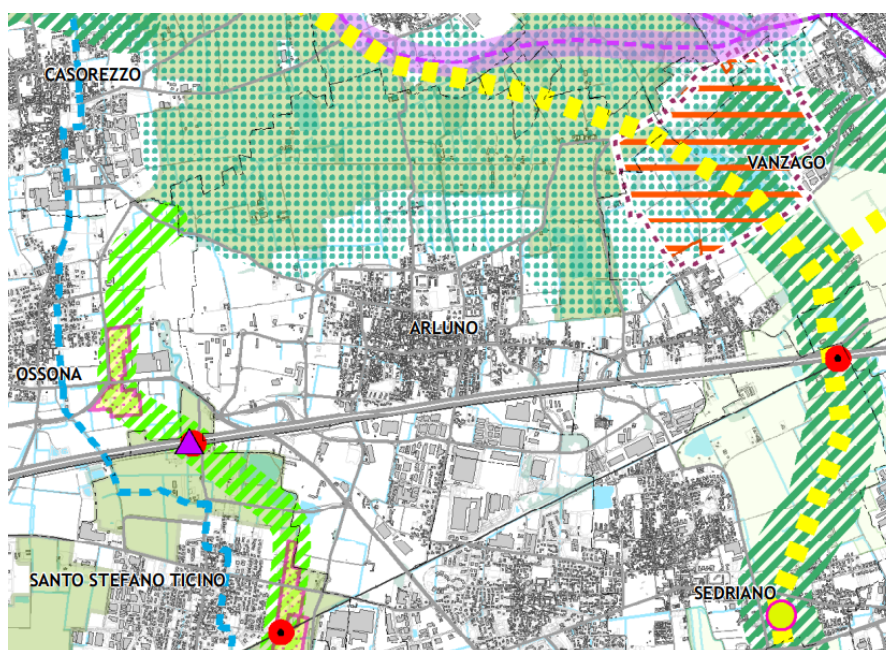 CASOREZZO
VANZAGO
ARLUNO
OSSONA
SANTO STEFANO TICINO
SEDRIANO